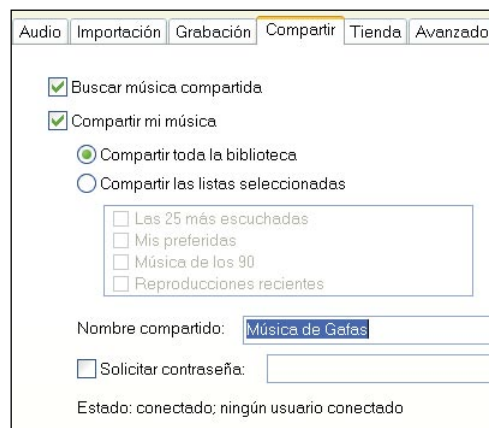 Audio Importación Grabación Compartir Tienda Avanzado
Buscar música compartida
Compartir mi música
Compartir toda la biblioteca
Compartir las listas seleccionadas
Las 25 más escuchadas
Mis preferidas
Música de los 90
Reproducciones recientes
Nombre compartido: Música de Gafas
Solicitar contraseña:
Estado: conectado; ningún usuario conectado